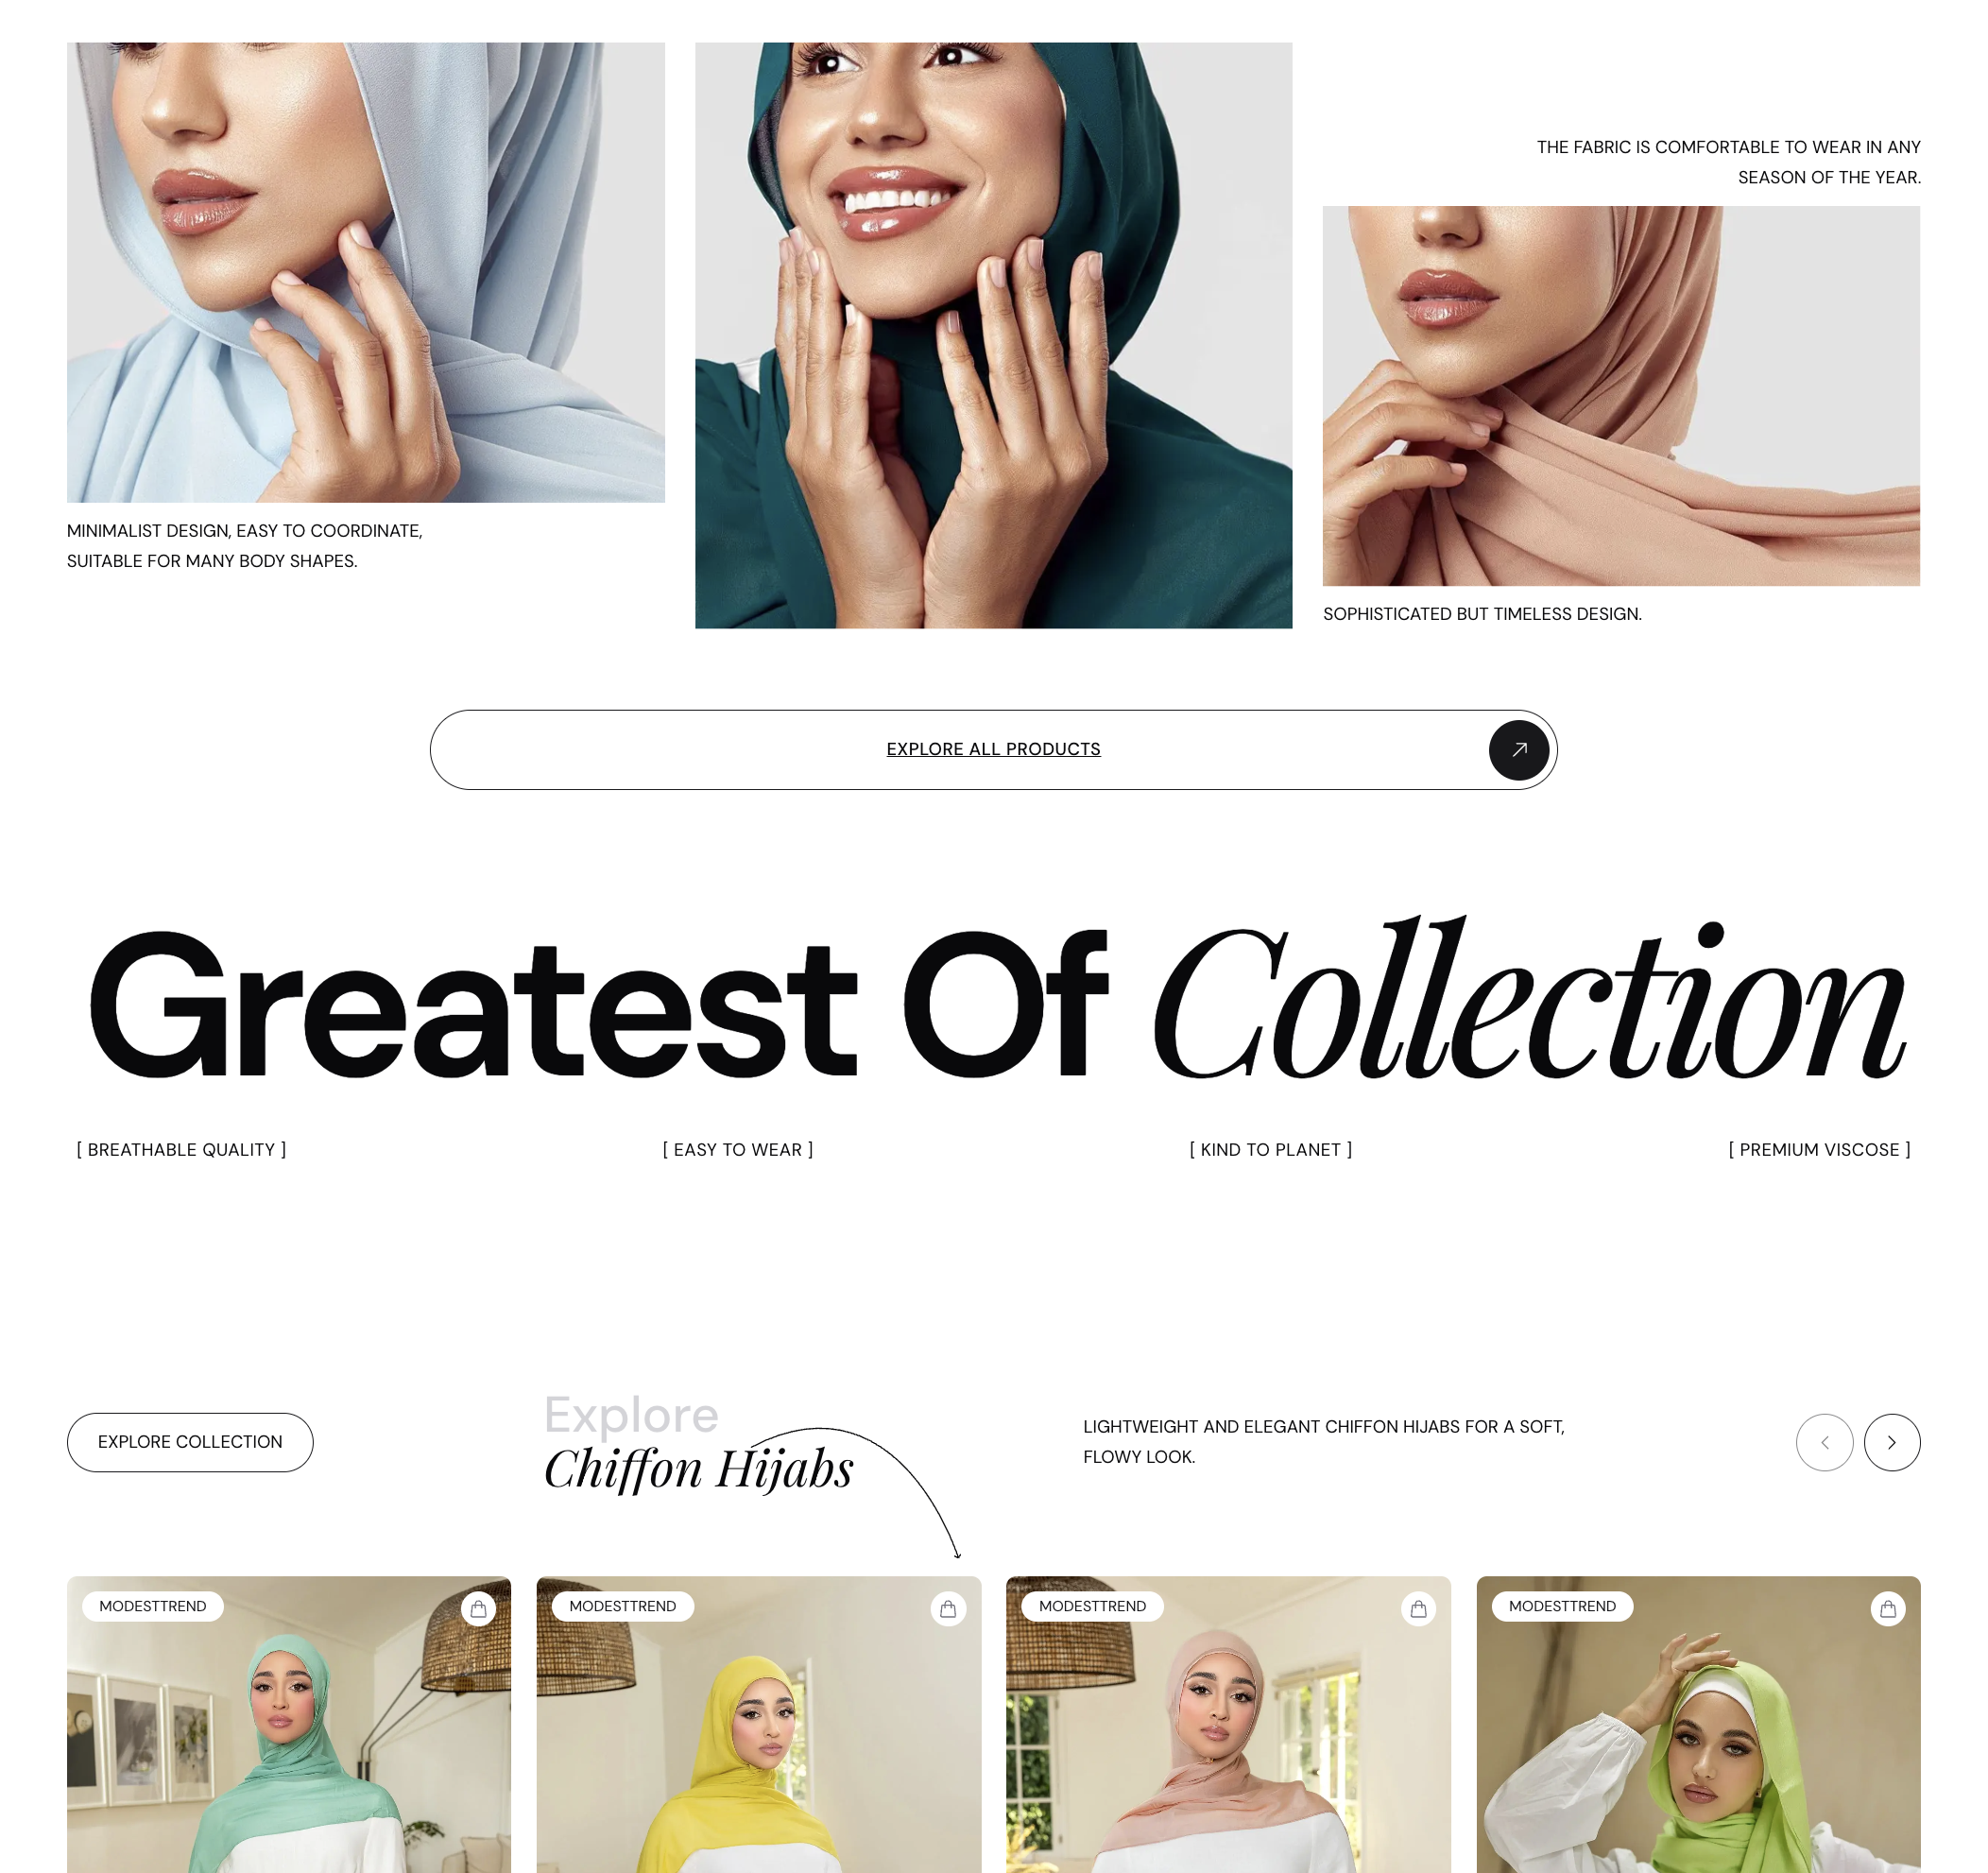 THE FABRIC IS COMFORTABLE TO WEAR IN ANY
SEASON OF THE YEAR.
MINIMALIST DESIGN, EASY TO COORDINATE,
SUITABLE FOR MANY BODY SHAPES.
SOPHISTICATED BUT TIMELESS DESIGN.
EXPLORE ALL PRODUCTS
Greatest Of Collection
[ BREATHABLE QUALITY ]
[ EASY TO WEAR ]
[ KIND TO PLANET ]
[ PREMIUM VISCOSE ]
EXPLORE COLLECTION
Explore
Chiffon Hijabs
LIGHTWEIGHT AND ELEGANT CHIFFON HIJABS FOR A SOFT,
FLOWY LOOK.
MODESTTREND
MODESTTREND
MODESTTREND
MODESTTREND